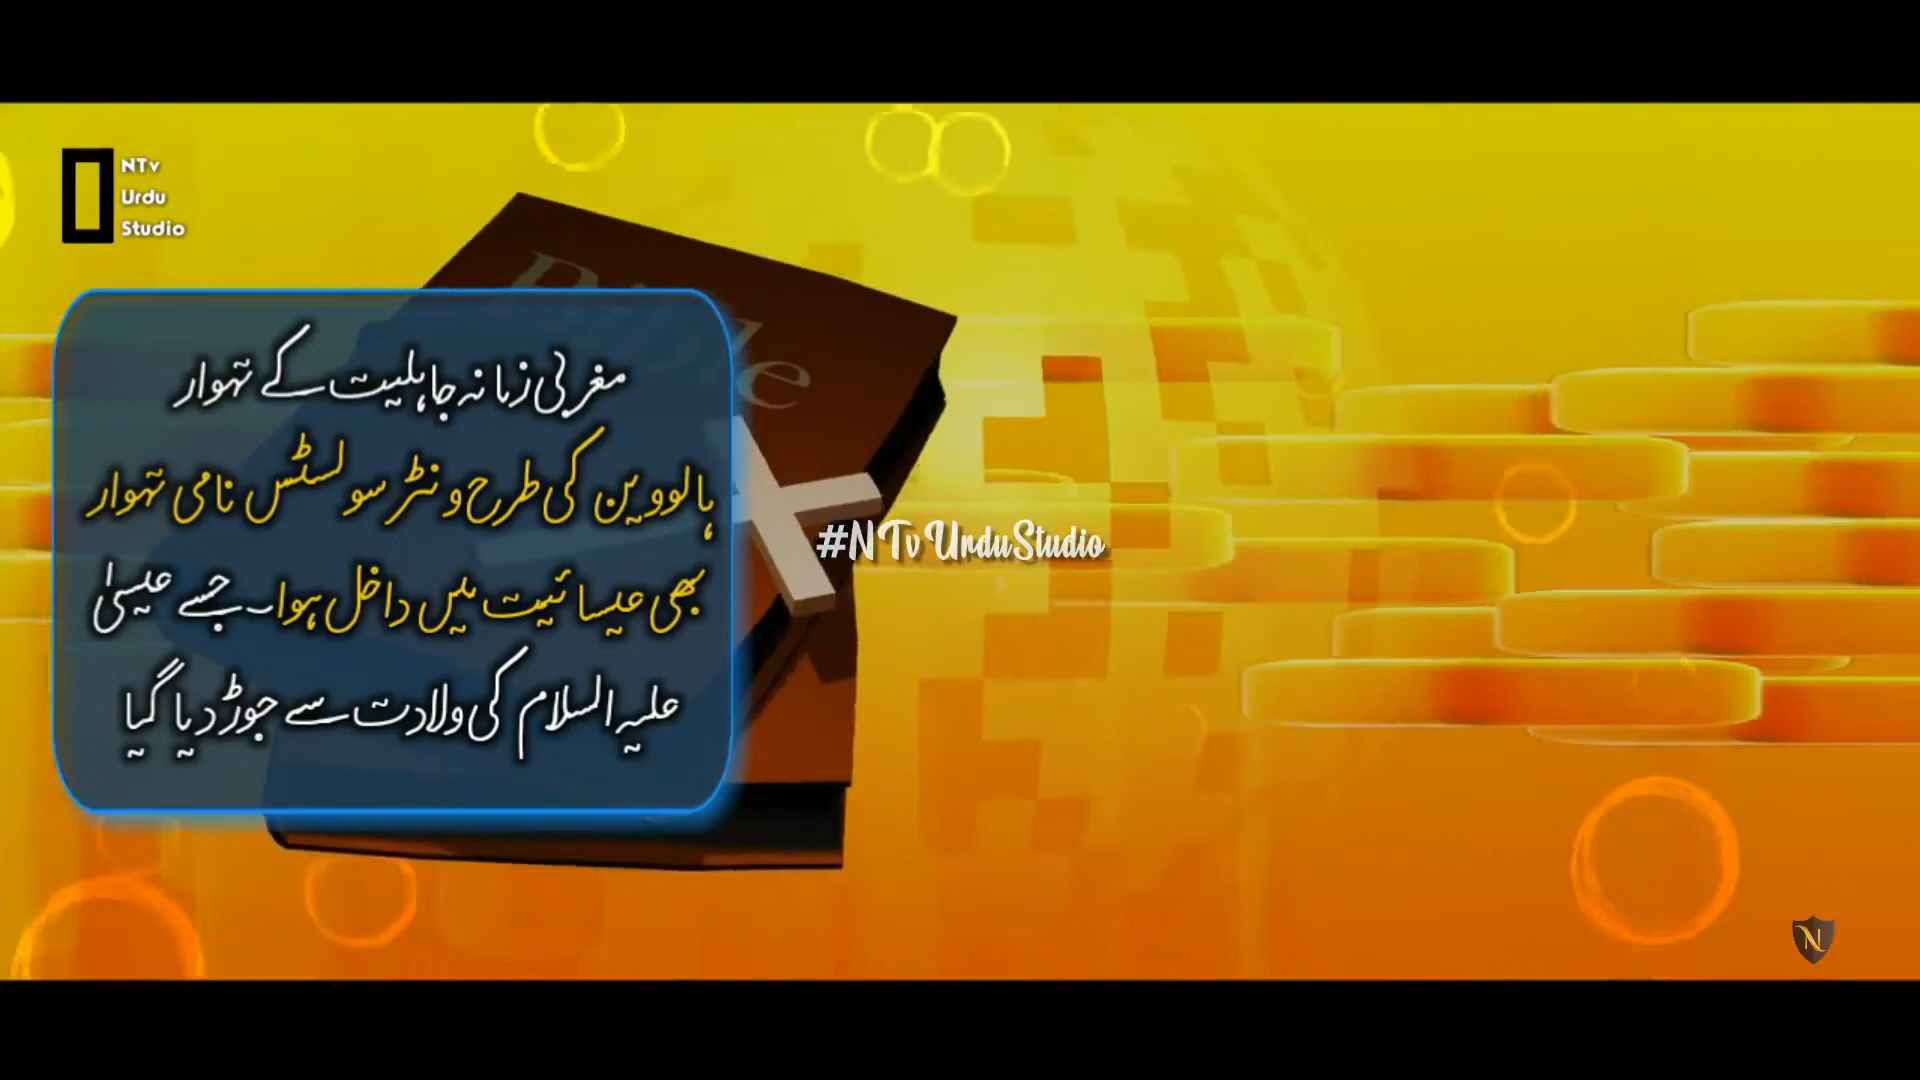 NTv
Urdu
Studio
Bible
مغربی زمانہ جاہلیت کے تہوار
ہالووین کی طرح ونٹر سولسٹس نامی تہوار
بھی عیسائیت میں داخل ہوا۔ جسے عیسیٰ
علیہ السلام کی ولادت سے جوڑ دیا گیا
#NTvUrduStudio
N